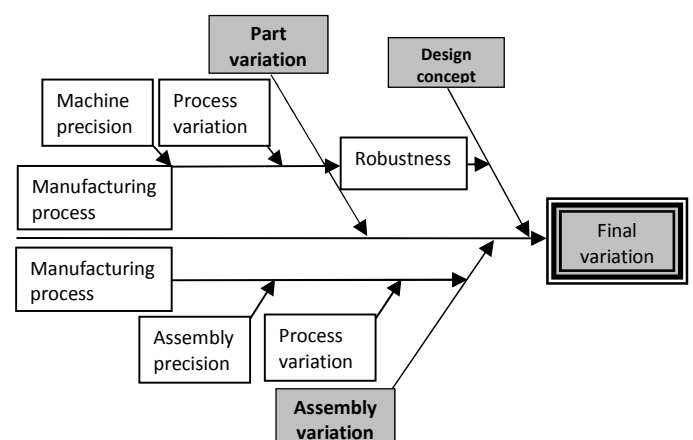 Part
variation
Design
concept
Machine
precision
Process
variation
Robustness
Manufacturing
process
Final
variation
Manufacturing
process
Assembly
precision
Process
variation
Assembly
variation